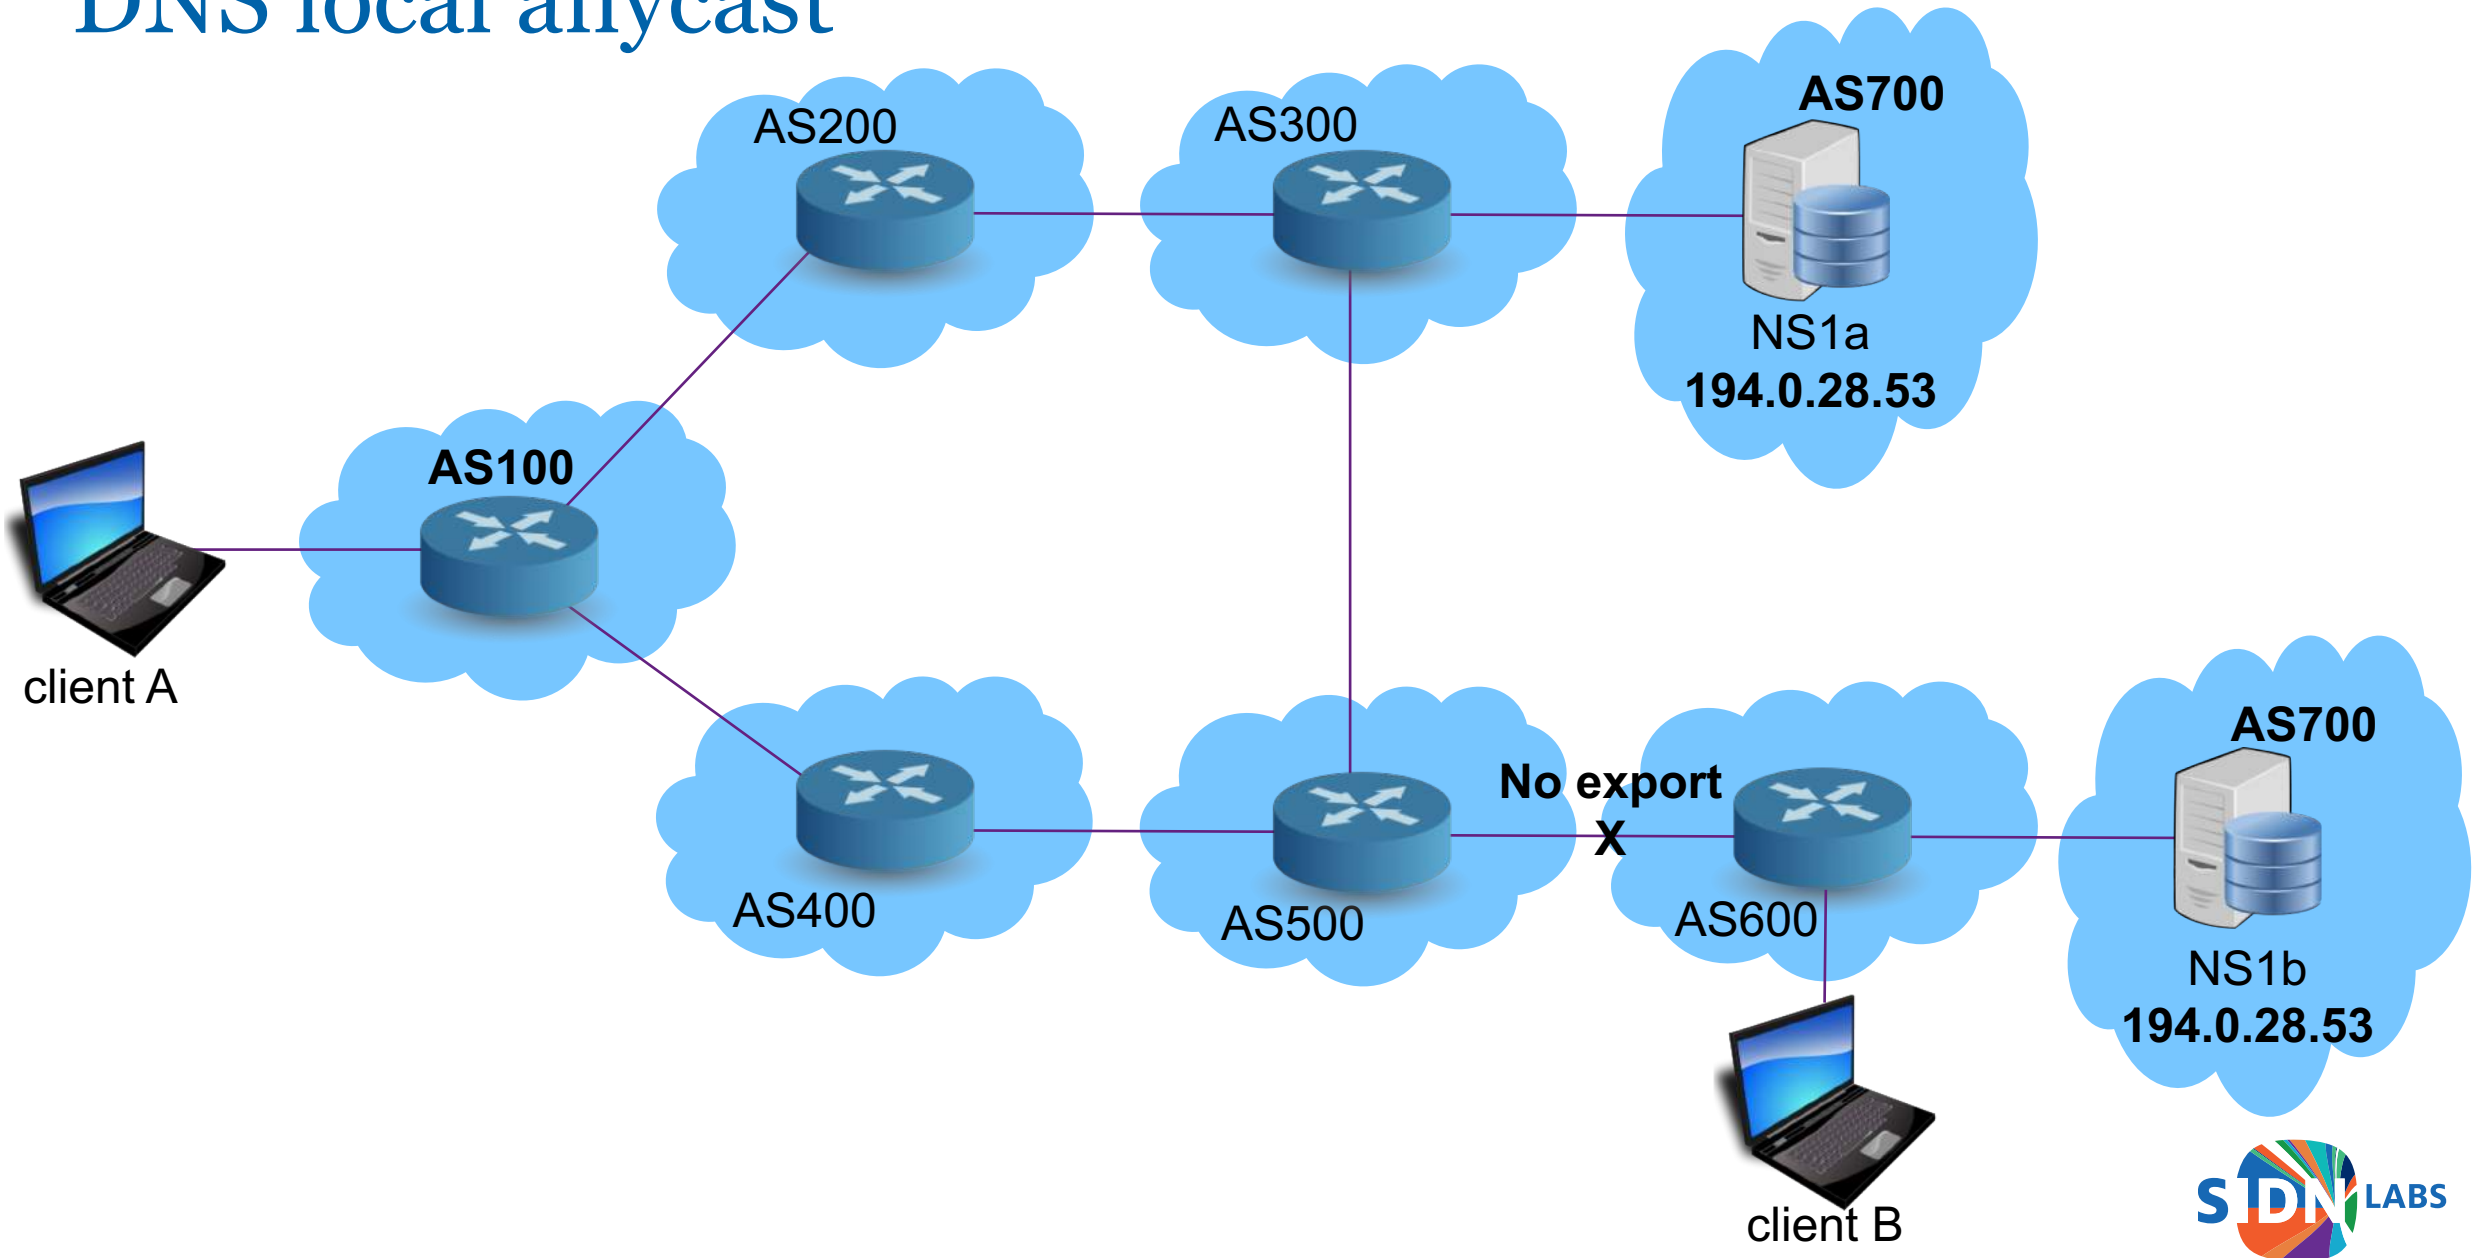 DNS local anycast
AS200
AS300
AS700
NS1a
194.0.28.53
AS100
client A
AS400
AS500
No export
X
AS600
AS700
NS1b
194.0.28.53
client B
SIDN LABS